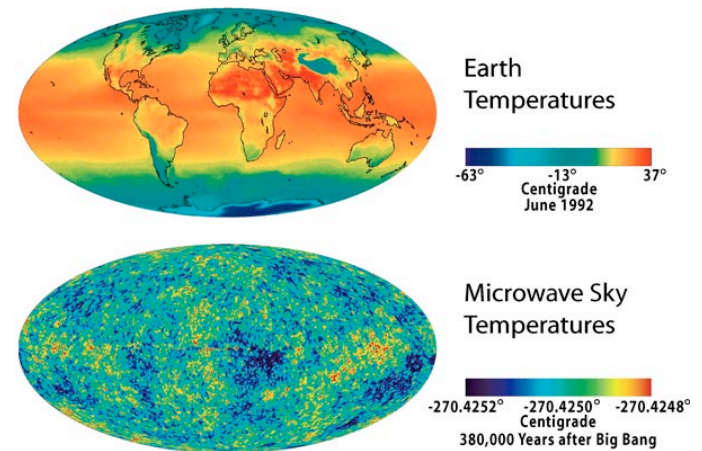 Earth
Temperatures
-63° -13° 37°
Centigrade
June 1992
Microwave Sky
Temperatures
-270.4252° -270.4250° -270.4248°
Centigrade
380,000 Years after Big Bang